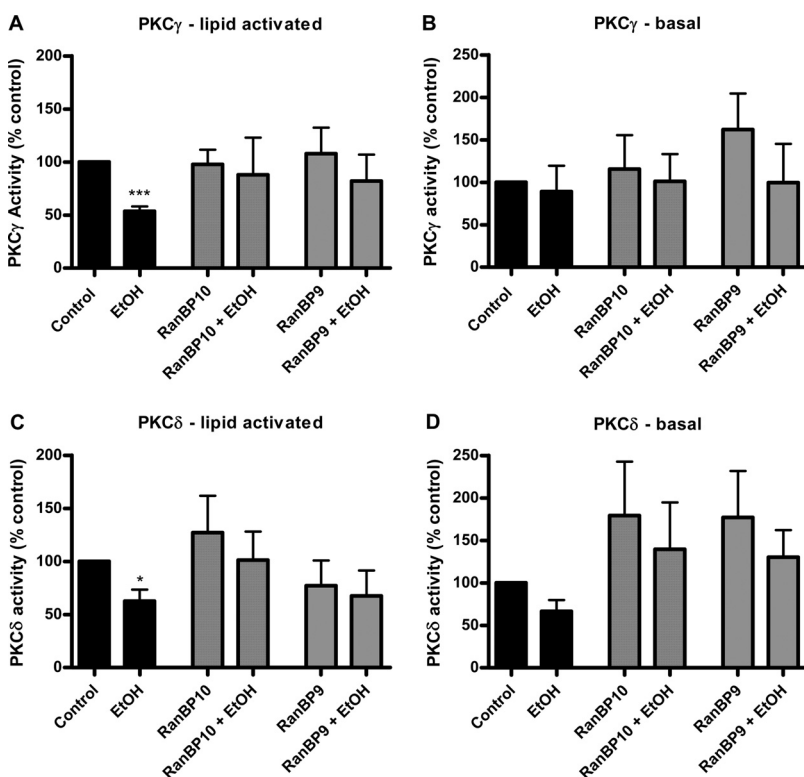 A
PKCγ - lipid activated
PKCγ Activity (% control)
200
150
100
50
0
***
Control
EtOH
RanBP10
RanBP10 + EtOH
RanBP9
RanBP9 + EtOH
B
PKCγ - basal
PKCγ activity (% control)
250
200
150
100
50
0
Control
EtOH
RanBP10
RanBP10 + EtOH
RanBP9
RanBP9 + EtOH
C
PKCδ - lipid activated
PKCδ activity (% control)
200
150
100
50
0
*
Control
EtOH
RanBP10
RanBP10 + EtOH
RanBP9
RanBP9 + EtOH
D
PKCδ - basal
PKCδ activity (% control)
250
200
150
100
50
0
Control
EtOH
RanBP10
RanBP10 + EtOH
RanBP9
RanBP9 + EtOH